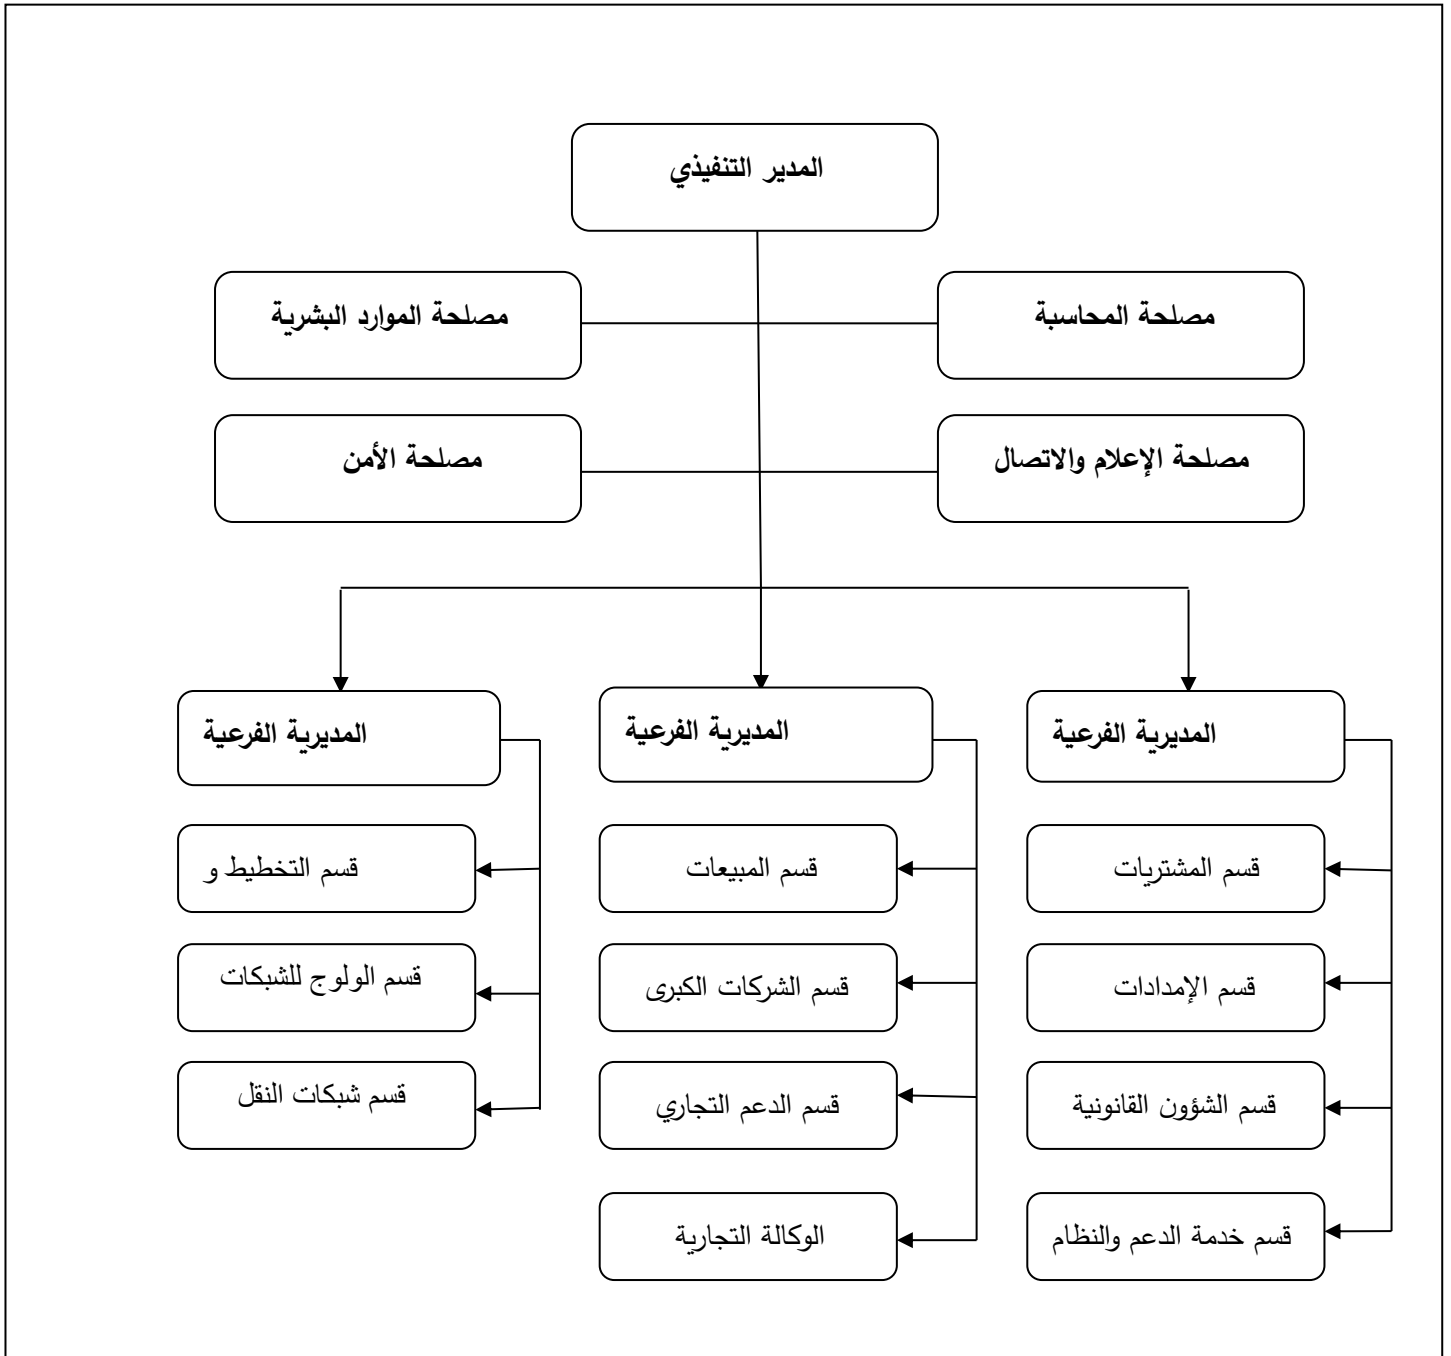 المدير التنفيذي
مصلحة المحاسبة
مصلحة الموارد البشرية
مصلحة الإعلام والاتصال
مصلحة الأمن
المديرية الفرعية
المديرية الفرعية
المديرية الفرعية
قسم المشتريات
قسم المبيعات
قسم التخطيط و
قسم الإمدادات
قسم الشركات الكبرى
قسم الولوج للشبكات
قسم الشؤون القانونية
قسم الدعم التجاري
قسم شبكات النقل
قسم خدمة الدعم والنظام
الوكالة التجارية